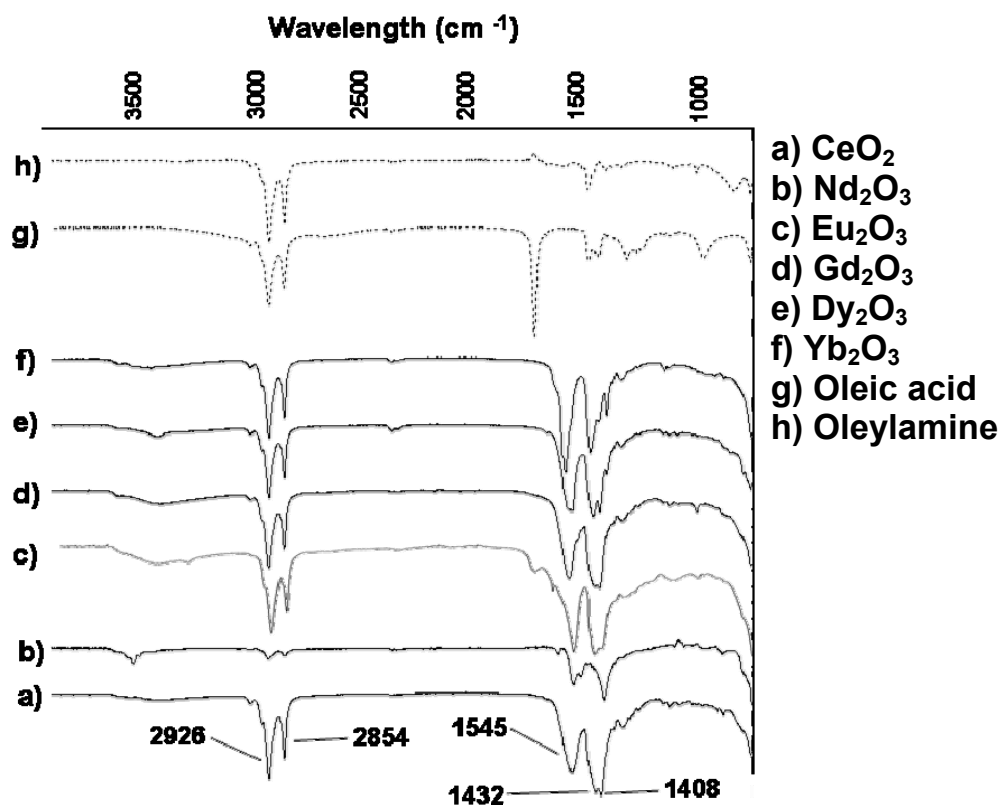 Wavelength (cm ⁻¹)
3500 3000 2500 2000 1500 1000
h)
g)
f)
e)
d)
c)
b)
a)
2926
2854
1545
1432
1408
a) CeO₂
b) Nd₂O₃
c) Eu₂O₃
d) Gd₂O₃
e) Dy₂O₃
f) Yb₂O₃
g) Oleic acid
h) Oleylamine